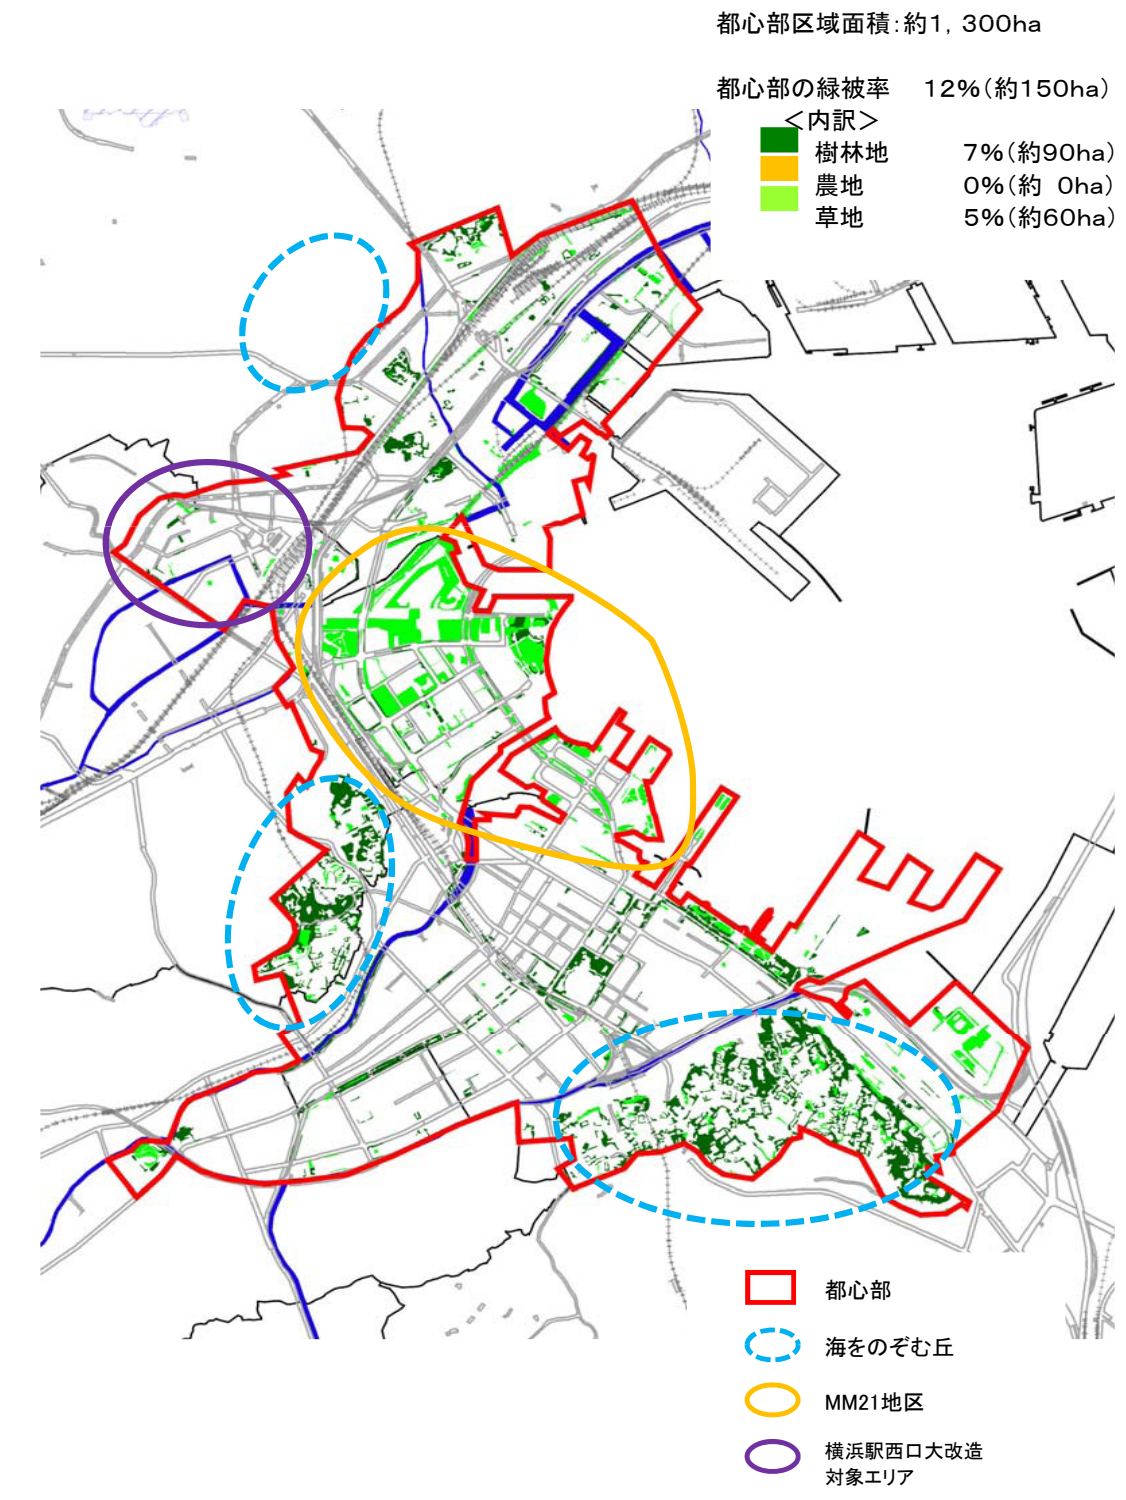 都心部区域面積：約１，３００ha
都心部の緑被率　１２％（約１５０ha）
＜内訳＞
樹林地　７％（約９０ha）
農地　０％（約　０ha）
草地　５％（約６０ha）
都心部
海をのぞむ丘
MM21地区
横浜駅西口大改造
対象エリア